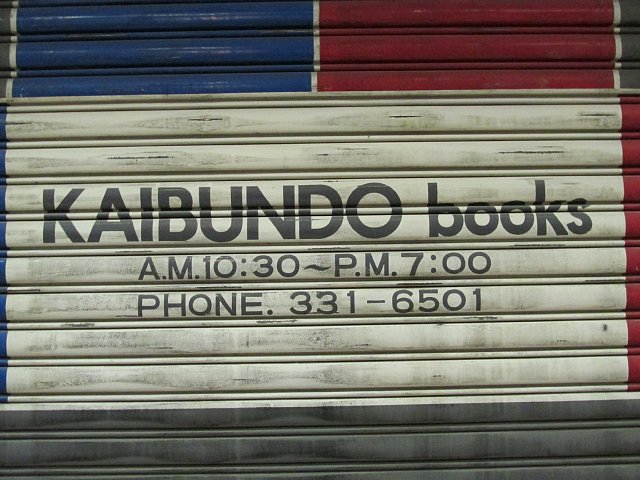 KAIBUNDO books
A.M.10:30~P.M.7:00
PHONE. 331-6501